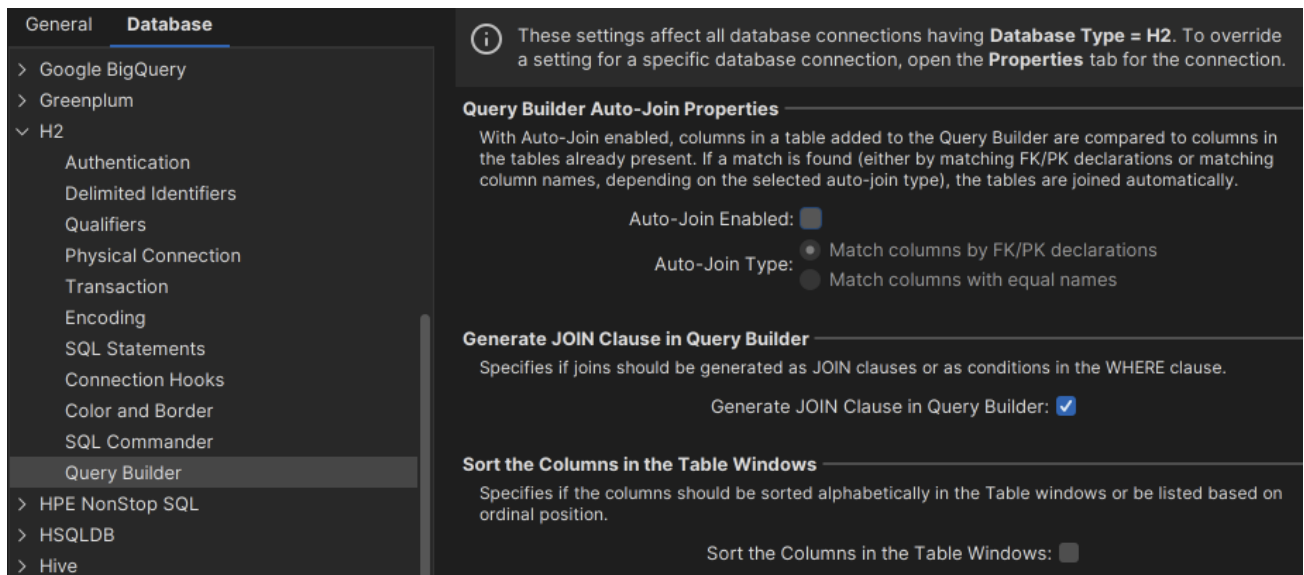 General Database
Google BigQuery
Greenplum
H2
Authentication
Delimited Identifiers
Qualifiers
Physical Connection
Transaction
Encoding
SQL Statements
Connection Hooks
Color and Border
SQL Commander
Query Builder
HPE NonStop SQL
HSQLDB
Hive
These settings affect all database connections having Database Type = H2. To override
a setting for a specific database connection, open the Properties tab for the connection.
Query Builder Auto-Join Properties
With Auto-Join enabled, columns in a table added to the Query Builder are compared to columns in
the tables already present. If a match is found (either by matching FK/PK declarations or matching
column names, depending on the selected auto-join type), the tables are joined automatically.
Auto-Join Enabled:
Auto-Join Type:
Match columns by FK/PK declarations
Match columns with equal names
Generate JOIN Clause in Query Builder
Specifies if joins should be generated as JOIN clauses or as conditions in the WHERE clause.
Generate JOIN Clause in Query Builder:
Sort the Columns in the Table Windows
Specifies if the columns should be sorted alphabetically in the Table windows or be listed based on
ordinal position.
Sort the Columns in the Table Windows: